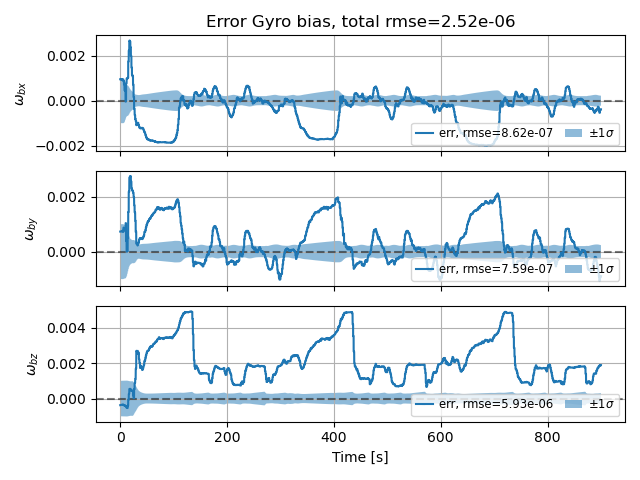 Error Gyro bias, total rmse=2.52e-06
0.002
0.000
−0.002
ω_bx
err, rmse=8.62e-07
±1σ
0.002
0.000
ω_by
err, rmse=7.59e-07
±1σ
0.004
0.002
0.000
ω_bz
err, rmse=5.93e-06
±1σ
0 200 400 600 800
Time [s]